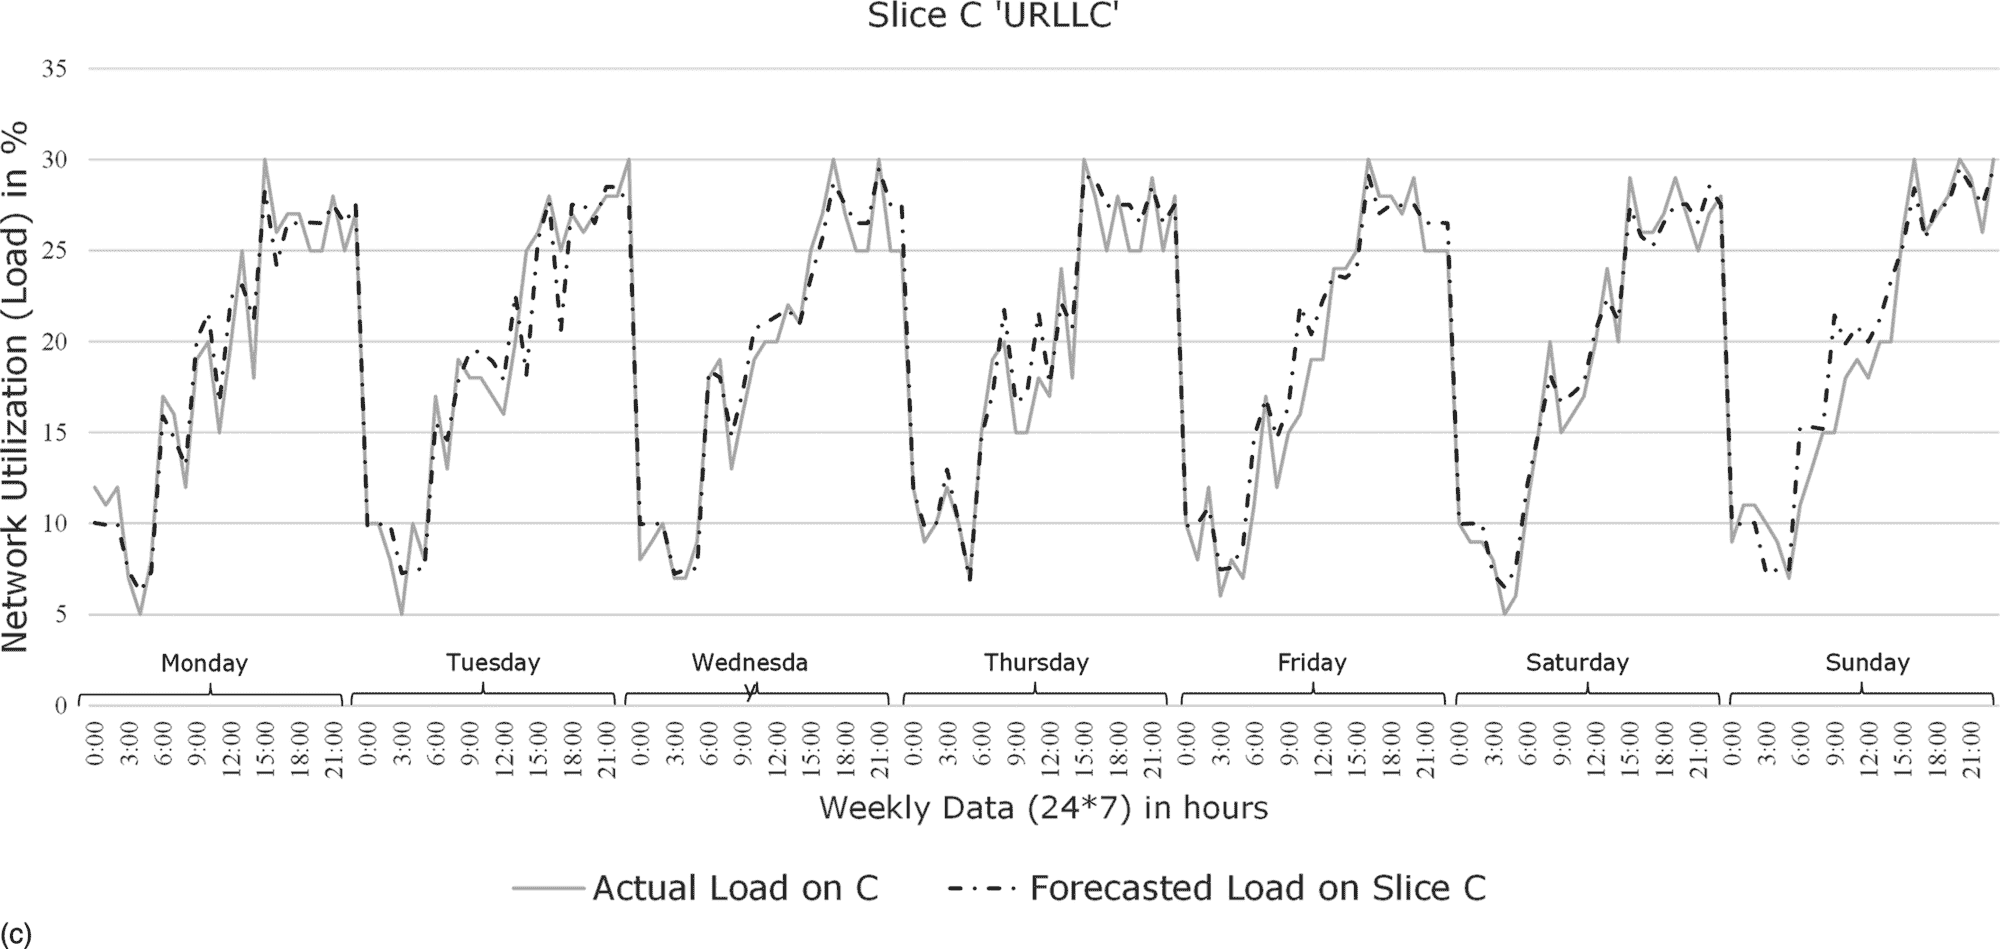 Slice C 'URLLC'
Network Utilization (Load) in %
35
30
25
20
15
10
5
0
Monday Tuesday Wednesda Thursday Friday Saturday Sunday
y
0:00 3:00 6:00 9:00 12:00 15:00 18:00 21:00 0:00 3:00 6:00 9:00 12:00 15:00 18:00 21:00 0:00 3:00 6:00 9:00 12:00 15:00 18:00 21:00 0:00 3:00 6:00 9:00 12:00 15:00 18:00 21:00 0:00 3:00 6:00 9:00 12:00 15:00 18:00 21:00 0:00 3:00 6:00 9:00 12:00 15:00 18:00 21:00 0:00 3:00 6:00 9:00 12:00 15:00 18:00 21:00
Weekly Data (24*7) in hours
Actual Load on C Forecasted Load on Slice C
(c)